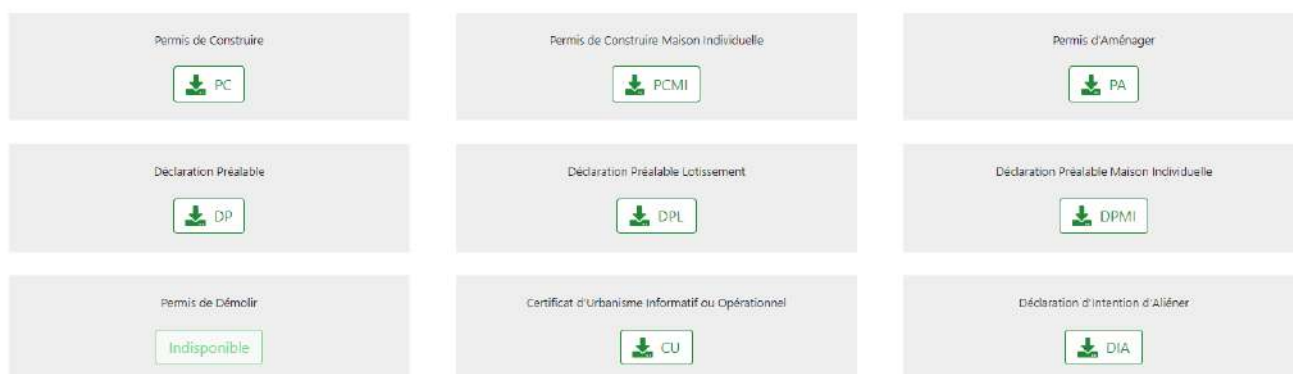 Permis de Construire
PC
Permis de Construire Maison Individuelle
PCMI
Permis d'Aménager
PA
Déclaration Préalable
DP
Déclaration Préalable Lotissement
DPL
Déclaration Préalable Maison Individuelle
DPMI
Permis de Démolir
Indisponible
Certificat d'Urbanisme Informatif ou Opérationnel
CU
Déclaration d'Intention d'Aliéner
DIA